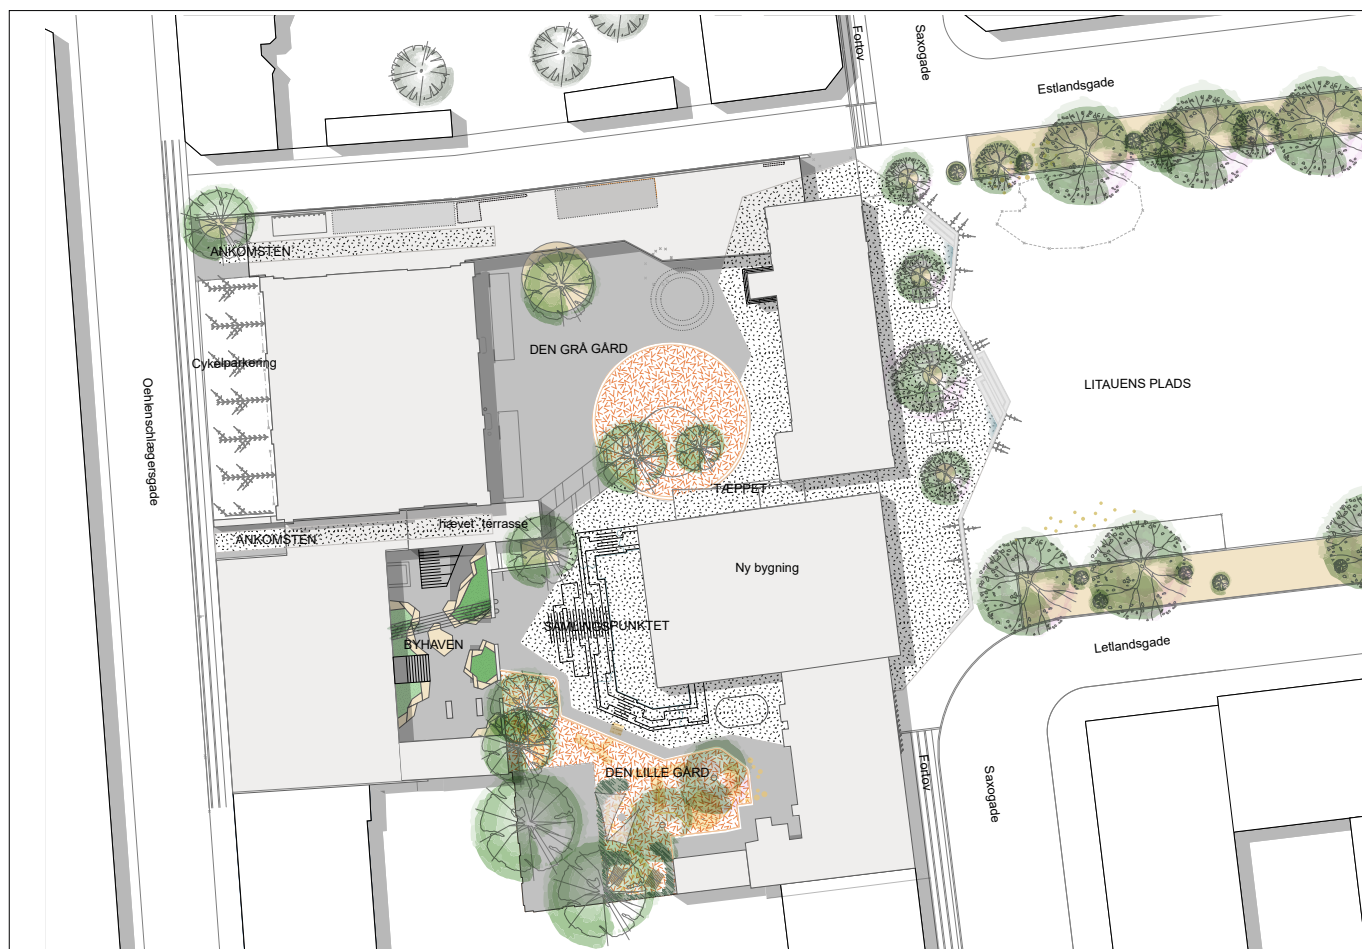 Fortov
Saxogade
Estlandsgade
ANKOMSTEN
DEN GRÅ GÅRD
Cykelparkering
LITAUENS PLADS
Oehlenschlægersgade
TÆPPET
hævet terrasse
ANKOMSTEN
Ny bygning
SAMLINGSPUNKTET
BYHAVEN
Letlandsgade
DEN LILLE GÅRD
Fortov
Saxogade